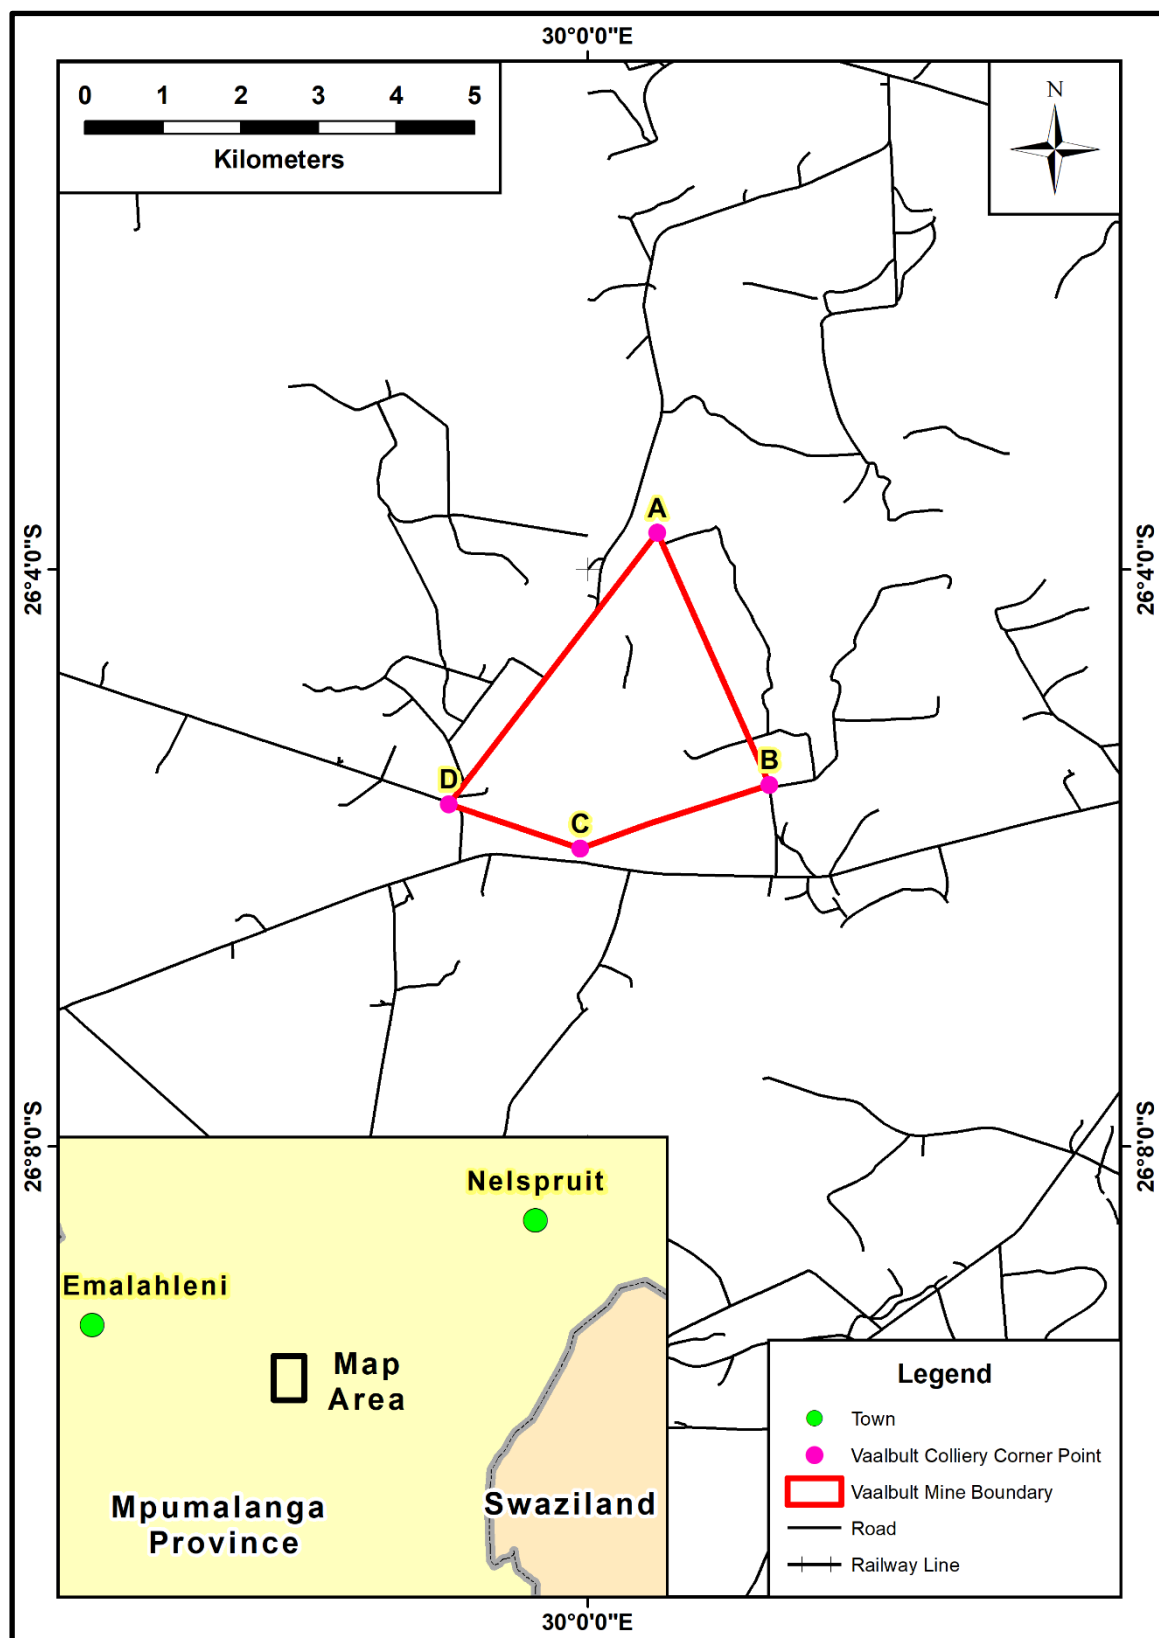 30°0'0"E
0 1 2 3 4 5
Kilometers
N
A
26°4'0"S
26°4'0"S
B
D
C
26°8'0"S
26°8'0"S
Nelspruit
Emalahleni
Map
Area
Mpumalanga
Province
Swaziland
Legend
Town
Vaalbult Colliery Corner Point
Vaalbult Mine Boundary
Road
Railway Line
30°0'0"E